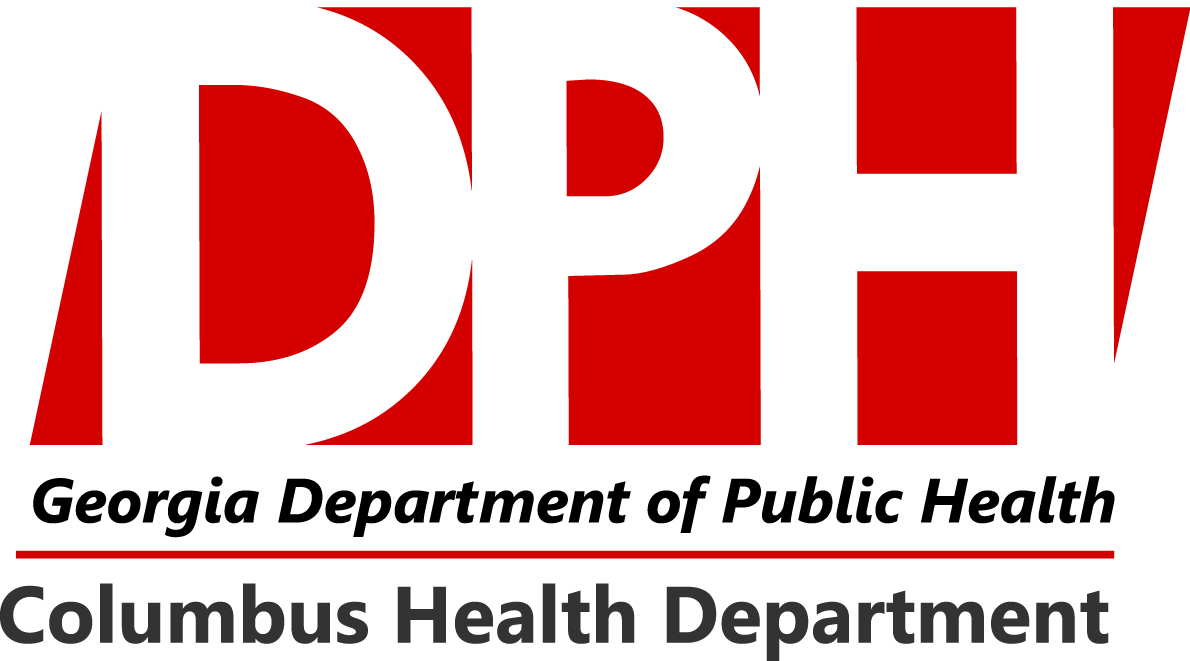 DPH
Georgia Department of Public Health
Columbus Health Department